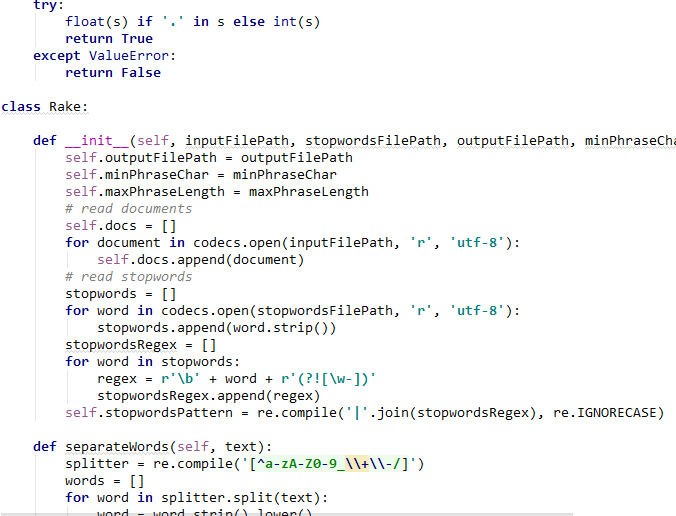 try:
        float(s) if '.' in s else int(s)
        return True
    except ValueError:
        return False

class Rake:

    def __init__(self, inputFilePath, stopwordsFilePath, outputFilePath, minPhraseCha
        self.outputFilePath = outputFilePath
        self.minPhraseChar = minPhraseChar
        self.maxPhraseLength = maxPhraseLength
        # read documents
        self.docs = []
        for document in codecs.open(inputFilePath, 'r', 'utf-8'):
            self.docs.append(document)
        # read stopwords
        stopwords = []
        for word in codecs.open(stopwordsFilePath, 'r', 'utf-8'):
            stopwords.append(word.strip())
        stopwordsRegex = []
        for word in stopwords:
            regex = r'\b' + word + r'(?![\w-])'
            stopwordsRegex.append(regex)
        self.stopwordsPattern = re.compile('|'.join(stopwordsRegex), re.IGNORECASE)

    def separateWords(self, text):
        splitter = re.compile('[^a-zA-Z0-9_\\+\\-/]')
        words = []
        for word in splitter.split(text):
            word = word.strip().lower()